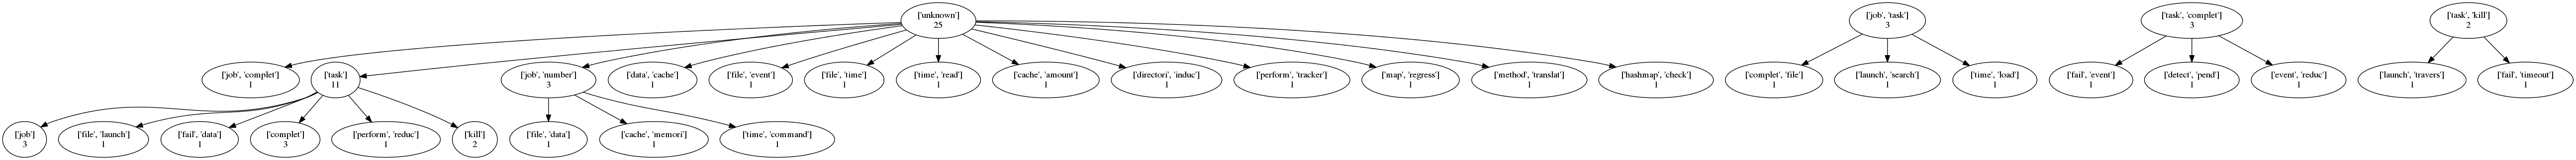 ['unknown']
25
['job', 'task']
3
['task', 'complet']
3
['task', 'kill']
2
['job', 'complet']
1
['task']
11
['job', 'number']
3
['data', 'cache']
1
['file', 'event']
1
['file', 'time']
1
['time', 'read']
1
['cache', 'amount']
1
['directori', 'induc']
1
['perform', 'tracker']
1
['map', 'regress']
1
['method', 'translat']
1
['hashmap', 'check']
1
['complet', 'file']
1
['launch', 'search']
1
['time', 'load']
1
['fail', 'event']
1
['detect', 'pend']
1
['event', 'reduc']
1
['launch', 'travers']
1
['fail', 'timeout']
1
['job']
3
['file', 'launch']
1
['fail', 'data']
1
['complet']
3
['perform', 'reduc']
1
['kill']
2
['file', 'data']
1
['cache', 'memori']
1
['time', 'command']
1